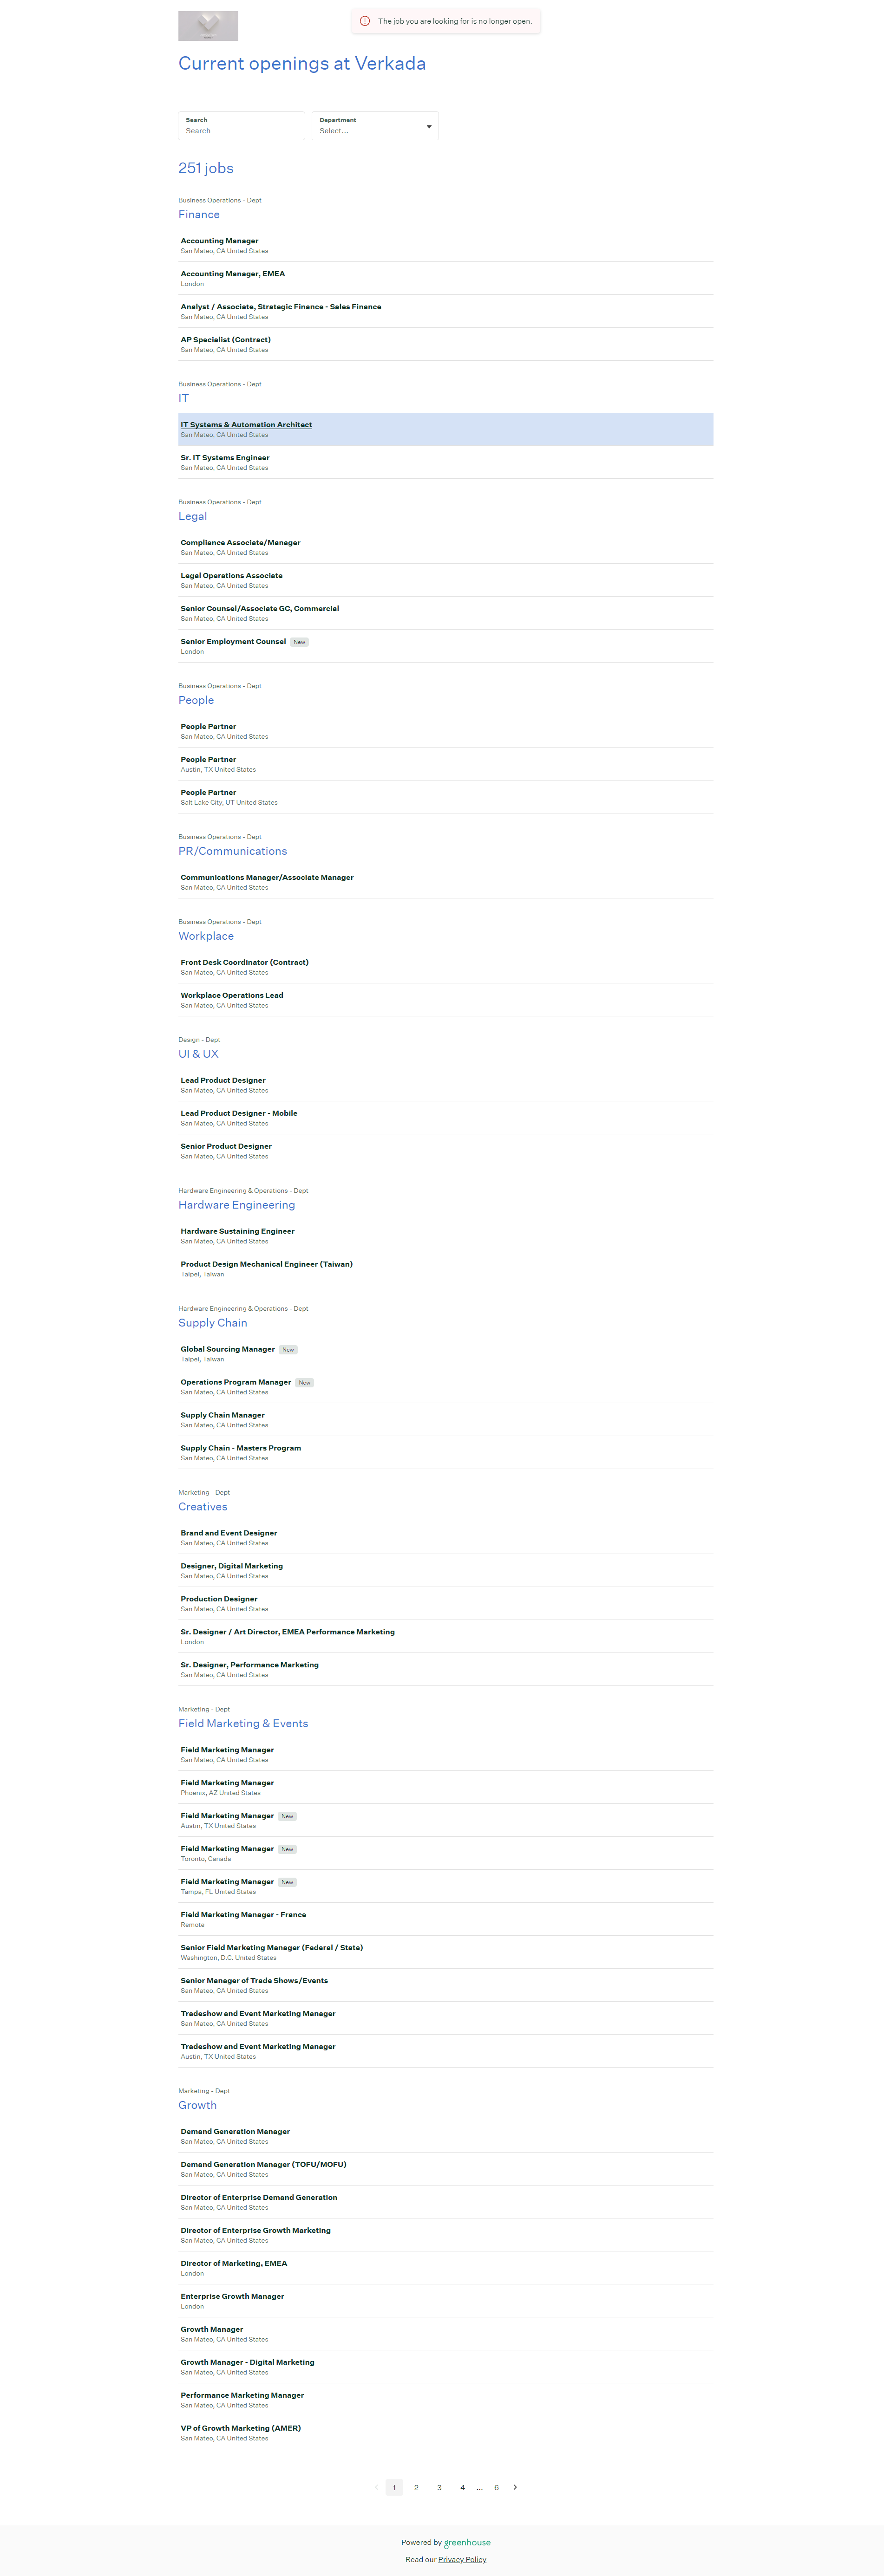 The job you are looking for is no longer open.
Current openings at Verkada
Search
Search
Department
Select...
251 jobs
Business Operations - Dept
Finance
Accounting Manager
San Mateo, CA United States
Accounting Manager, EMEA
London
Analyst / Associate, Strategic Finance - Sales Finance
San Mateo, CA United States
AP Specialist (Contract)
San Mateo, CA United States
Business Operations - Dept
IT
IT Systems & Automation Architect
San Mateo, CA United States
Sr. IT Systems Engineer
San Mateo, CA United States
Business Operations - Dept
Legal
Compliance Associate/Manager
San Mateo, CA United States
Legal Operations Associate
San Mateo, CA United States
Senior Counsel/Associate GC, Commercial
San Mateo, CA United States
Senior Employment Counsel New
London
Business Operations - Dept
People
People Partner
San Mateo, CA United States
People Partner
Austin, TX United States
People Partner
Salt Lake City, UT United States
Business Operations - Dept
PR/Communications
Communications Manager/Associate Manager
San Mateo, CA United States
Business Operations - Dept
Workplace
Front Desk Coordinator (Contract)
San Mateo, CA United States
Workplace Operations Lead
San Mateo, CA United States
Design - Dept
UI & UX
Lead Product Designer
San Mateo, CA United States
Lead Product Designer - Mobile
San Mateo, CA United States
Senior Product Designer
San Mateo, CA United States
Hardware Engineering & Operations - Dept
Hardware Engineering
Hardware Sustaining Engineer
San Mateo, CA United States
Product Design Mechanical Engineer (Taiwan)
Taipei, Taiwan
Hardware Engineering & Operations - Dept
Supply Chain
Global Sourcing Manager New
Taipei, Taiwan
Operations Program Manager New
San Mateo, CA United States
Supply Chain Manager
San Mateo, CA United States
Supply Chain - Masters Program
San Mateo, CA United States
Marketing - Dept
Creatives
Brand and Event Designer
San Mateo, CA United States
Designer, Digital Marketing
San Mateo, CA United States
Production Designer
San Mateo, CA United States
Sr. Designer / Art Director, EMEA Performance Marketing
London
Sr. Designer, Performance Marketing
San Mateo, CA United States
Marketing - Dept
Field Marketing & Events
Field Marketing Manager
San Mateo, CA United States
Field Marketing Manager
Phoenix, AZ United States
Field Marketing Manager New
Austin, TX United States
Field Marketing Manager New
Toronto, Canada
Field Marketing Manager New
Tampa, FL United States
Field Marketing Manager - France
Remote
Senior Field Marketing Manager (Federal / State)
Washington, D.C. United States
Senior Manager of Trade Shows/Events
San Mateo, CA United States
Tradeshow and Event Marketing Manager
San Mateo, CA United States
Tradeshow and Event Marketing Manager
Austin, TX United States
Marketing - Dept
Growth
Demand Generation Manager
San Mateo, CA United States
Demand Generation Manager (TOFU/MOFU)
San Mateo, CA United States
Director of Enterprise Demand Generation
San Mateo, CA United States
Director of Enterprise Growth Marketing
San Mateo, CA United States
Director of Marketing, EMEA
London
Enterprise Growth Manager
London
Growth Manager
San Mateo, CA United States
Growth Manager - Digital Marketing
San Mateo, CA United States
Performance Marketing Manager
San Mateo, CA United States
VP of Growth Marketing (AMER)
San Mateo, CA United States
1 2 3 4 ... 6
Powered by greenhouse
Read our Privacy Policy